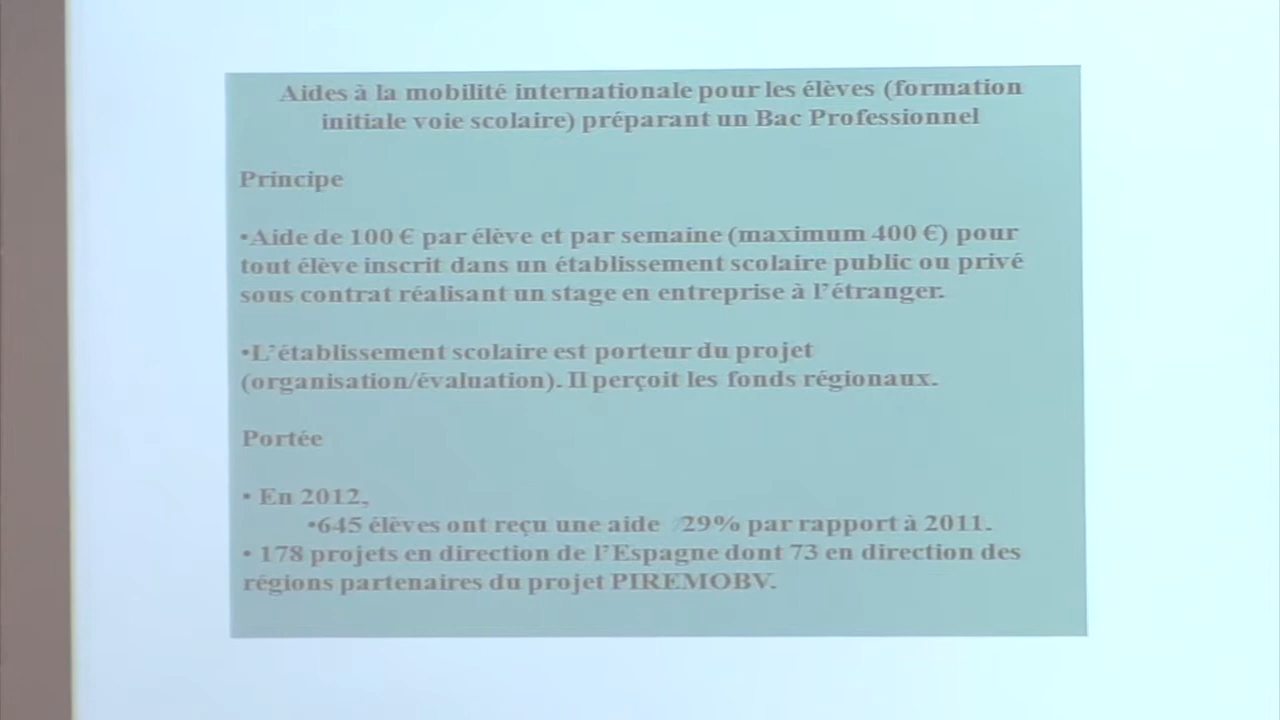 Aides à la mobilité internationale pour les élèves (formation
initiale voie scolaire) préparant un Bac Professionnel
Principe
•Aide de 100 € par élève et par semaine (maximum 400 €) pour
tout élève inscrit dans un établissement scolaire public ou privé
sous contrat réalisant un stage en entreprise à l'étranger.
•L'établissement scolaire est porteur du projet
(organisation/évaluation). Il perçoit les fonds régionaux.
Portée
• En 2012,
•645 élèves ont reçu une aide 29% par rapport à 2011.
• 178 projets en direction de l'Espagne dont 73 en direction des
régions partenaires du projet PIREMOBV.